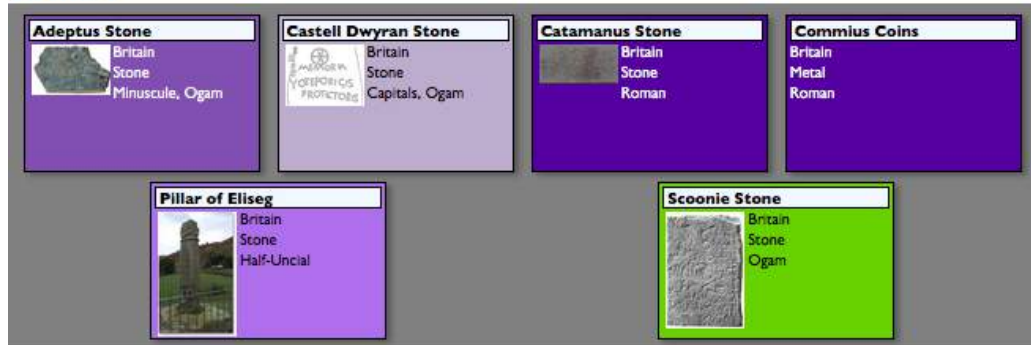 Adeptus Stone
Britain
Stone
Minuscule, Ogam
Castell Dwyran Stone
MEMORIA
VOTEPORIGIS
PROTICTORIS
Britain
Stone
Capitals, Ogam
Catamanus Stone
Britain
Stone
Roman
Commius Coins
Britain
Metal
Roman
Pillar of Eliseg
Britain
Stone
Half-Uncial
Scoonie Stone
Britain
Stone
Ogam